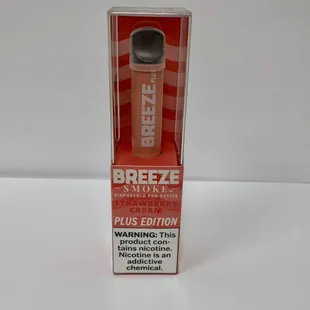 BREEZE PLUS
BREEZE
SMOKE
DISPOSABLE POD DEVICE
STRAWBERRY
CREAM
PLUS EDITION
WARNING: This
product con-
tains nicotine.
Nicotine is an
addictive
chemical.